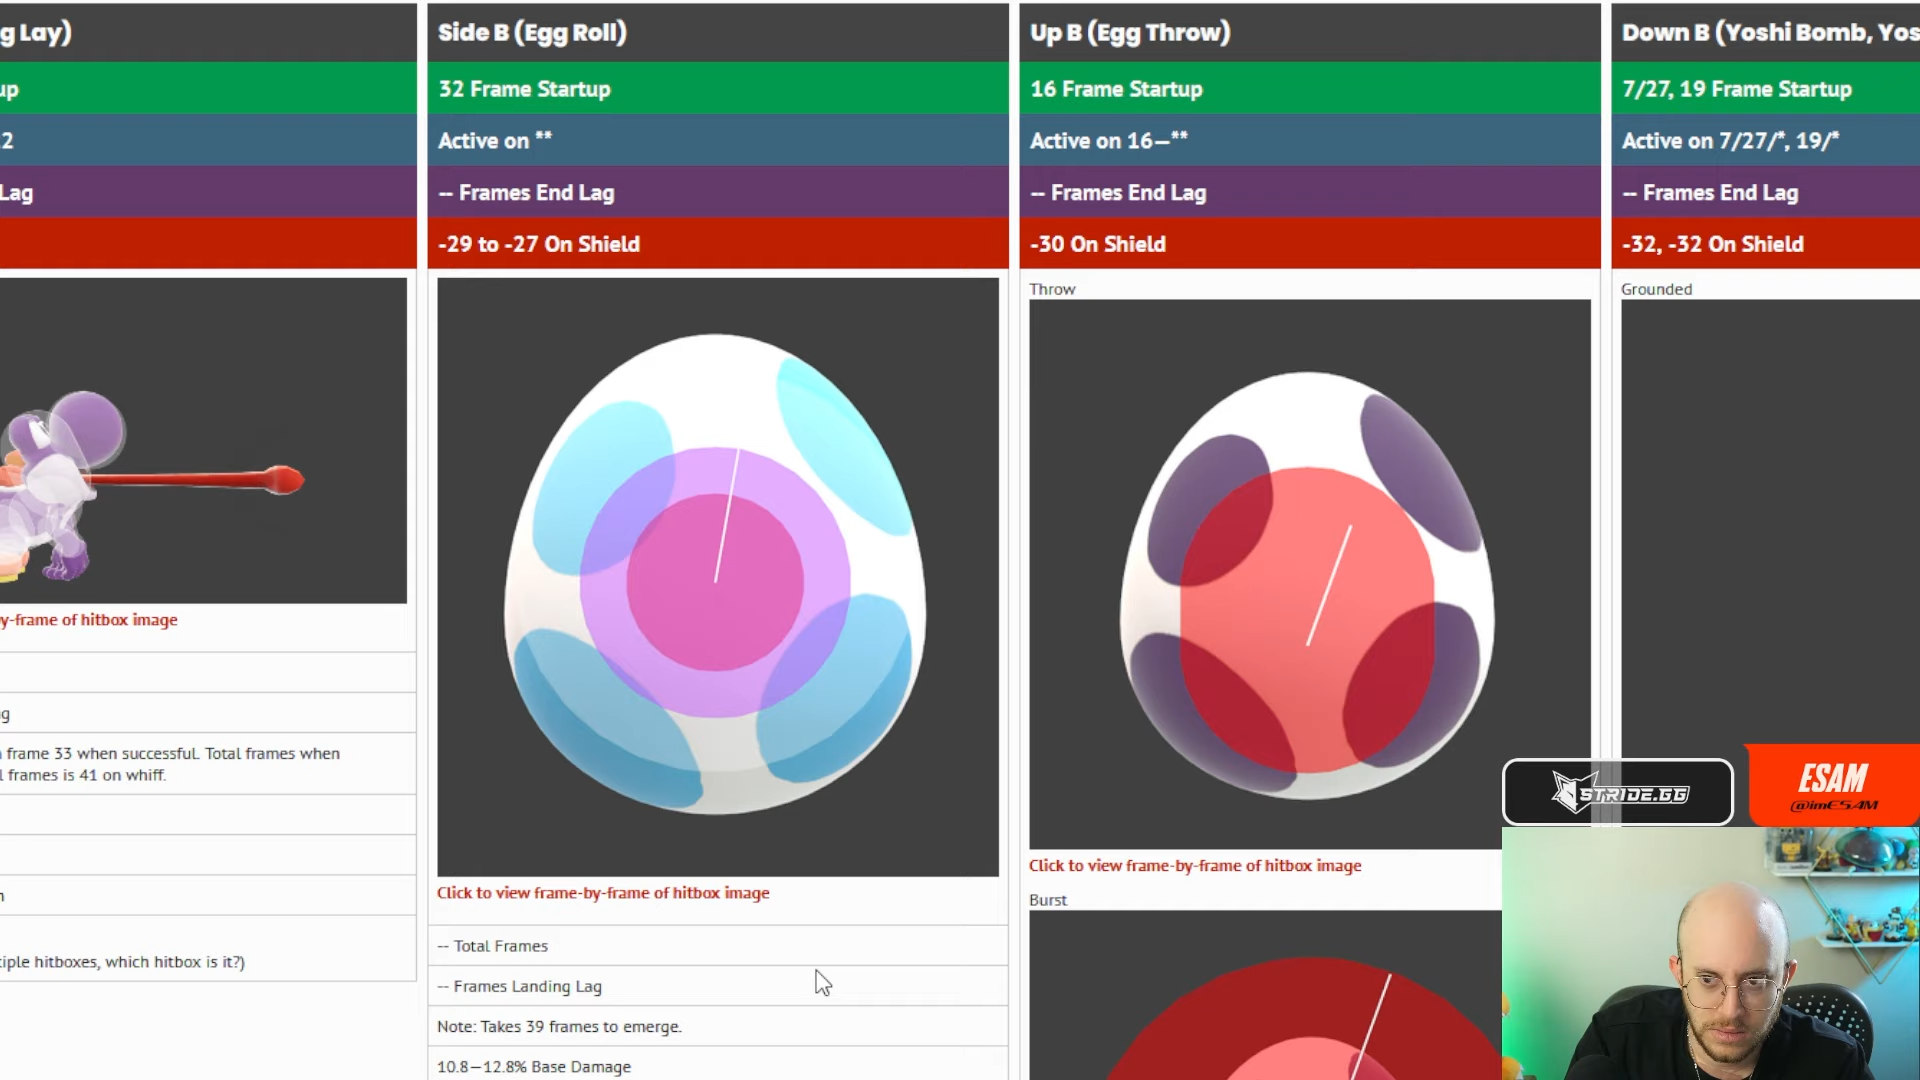 g Lay)
up
.2
Lag
y-frame of hitbox image
g
frame 33 when successful. Total frames when
l frames is 41 on whiff.
n
iple hitboxes, which hitbox is it?)
Side B (Egg Roll)
32 Frame Startup
Active on **
-- Frames End Lag
-29 to -27 On Shield
Click to view frame-by-frame of hitbox image
-- Total Frames
-- Frames Landing Lag
Note: Takes 39 frames to emerge.
10.8—12.8% Base Damage
Up B (Egg Throw)
16 Frame Startup
Active on 16—**
-- Frames End Lag
-30 On Shield
Throw
Click to view frame-by-frame of hitbox image
Burst
Down B (Yoshi Bomb, Yos
7/27, 19 Frame Startup
Active on 7/27/*, 19/*
-- Frames End Lag
-32, -32 On Shield
Grounded
STRIDE.GG
ESAM
@imESAM